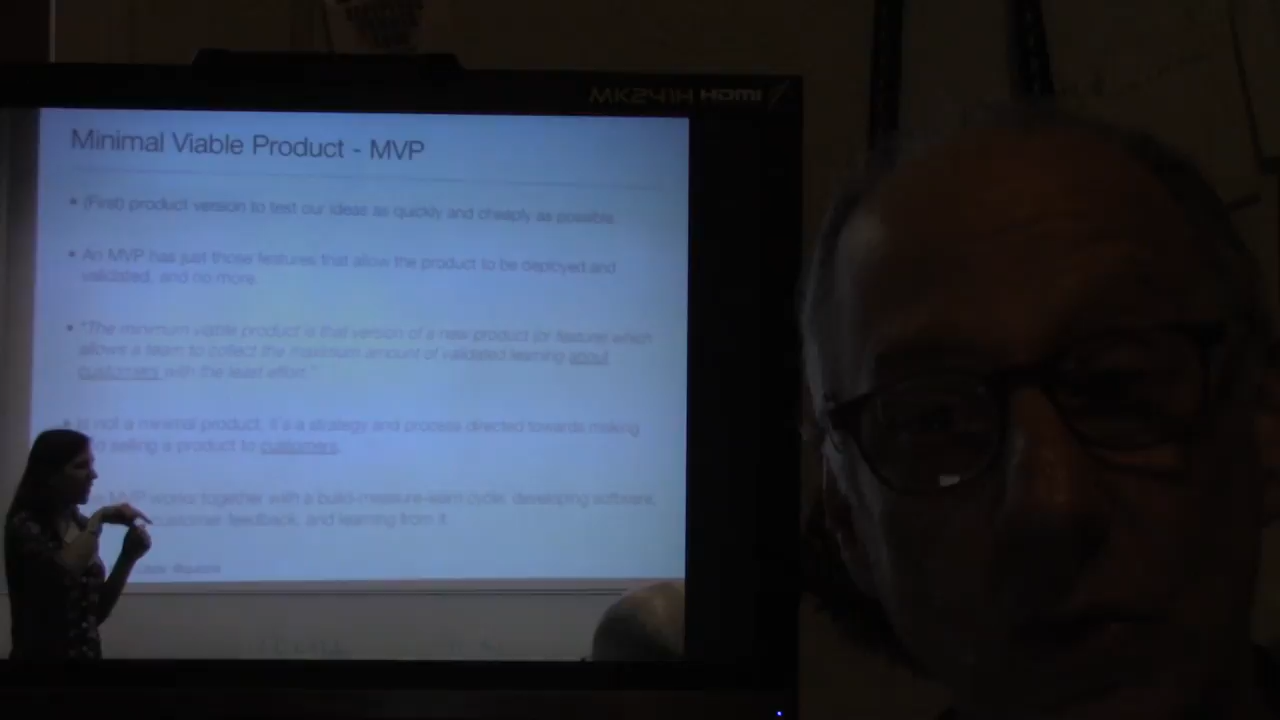 MK241H HDMI
Minimal Viable Product - MVP
• (First) product version to test our ideas as quickly and cheaply as possible
• An MVP has just those features that allow the product to be deployed and
validated, and no more.
• "The minimum viable product is that version of a new product (or feature) which
allows a team to collect the maximum amount of validated learning about
customers with the least effort."
is not a minimal product, it's a strategy and process directed towards making
selling a product to customers.
MVP works together with a build-measure-learn cycle: developing software,
customer feedback, and learning from it.